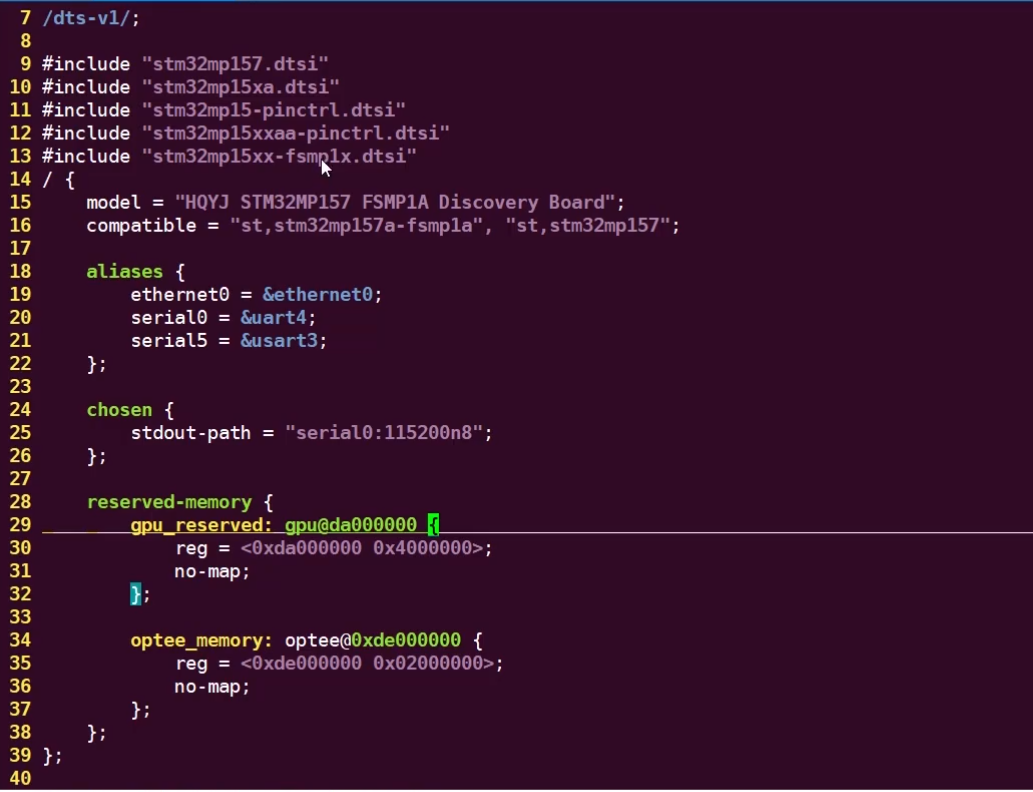 7 /dts-v1/;
8
9 #include "stm32mp157.dtsi"
10 #include "stm32mp15xa.dtsi"
11 #include "stm32mp15-pinctrl.dtsi"
12 #include "stm32mp15xxaa-pinctrl.dtsi"
13 #include "stm32mp15xx-fsmp1x.dtsi"
14 / {
15     model = "HQYJ STM32MP157 FSMP1A Discovery Board";
16     compatible = "st,stm32mp157a-fsmp1a", "st,stm32mp157";
17
18     aliases {
19         ethernet0 = &ethernet0;
20         serial0 = &uart4;
21         serial5 = &usart3;
22     };
23
24     chosen {
25         stdout-path = "serial0:115200n8";
26     };
27
28     reserved-memory {
29         gpu_reserved: gpu@da000000 {
30             reg = <0xda000000 0x4000000>;
31             no-map;
32         };
33
34         optee_memory: optee@0xde000000 {
35             reg = <0xde000000 0x02000000>;
36             no-map;
37         };
38     };
39 };
40